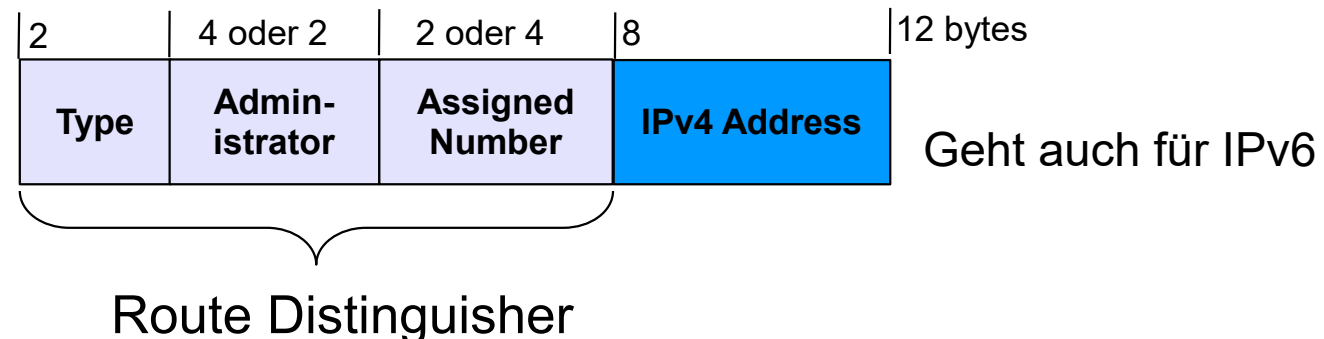 2 4 oder 2 2 oder 4 8 12 bytes
Type
Admin-
istrator
Assigned
Number
IPv4 Address
Geht auch für IPv6
Route Distinguisher